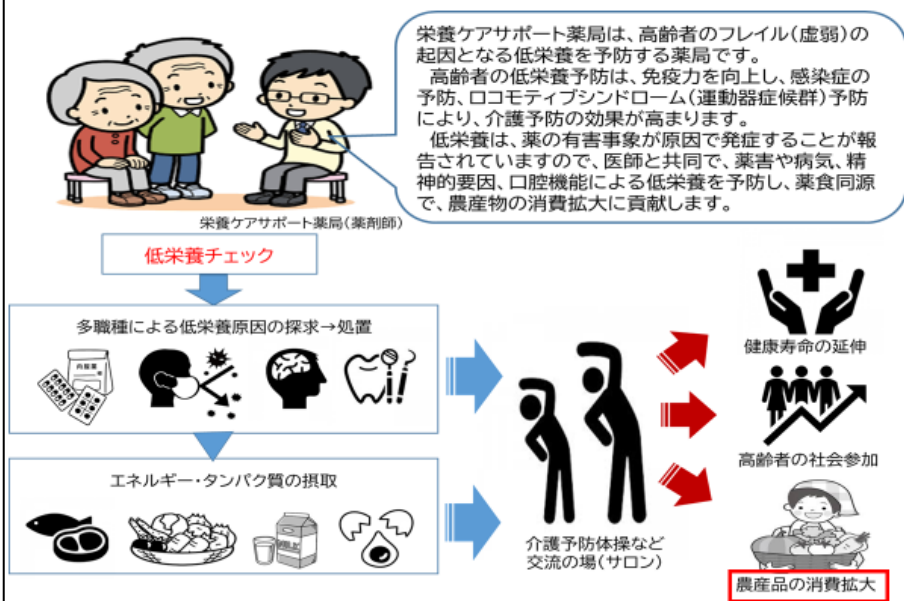 栄養ケアサポート薬局は、高齢者のフレイル(虚弱)の
起因となる低栄養を予防する薬局です。
高齢者の低栄養予防は、免疫力を向上し、感染症の
予防、ロコモティブシンドローム(運動器症候群)予防
により、介護予防の効果が高まります。
低栄養は、薬の有害事象が原因で発症することが報
告されていますので、医師と共同で、薬害や病気、精
神的要因、口腔機能による低栄養を予防し、薬食同源
で、農産物の消費拡大に貢献します。
栄養ケアサポート薬局(薬剤師)
低栄養チェック
多職種による低栄養原因の探求→処置
内服薬
エネルギー・タンパク質の摂取
MILK
介護予防体操など
交流の場(サロン)
健康寿命の延伸
高齢者の社会参加
農産品の消費拡大